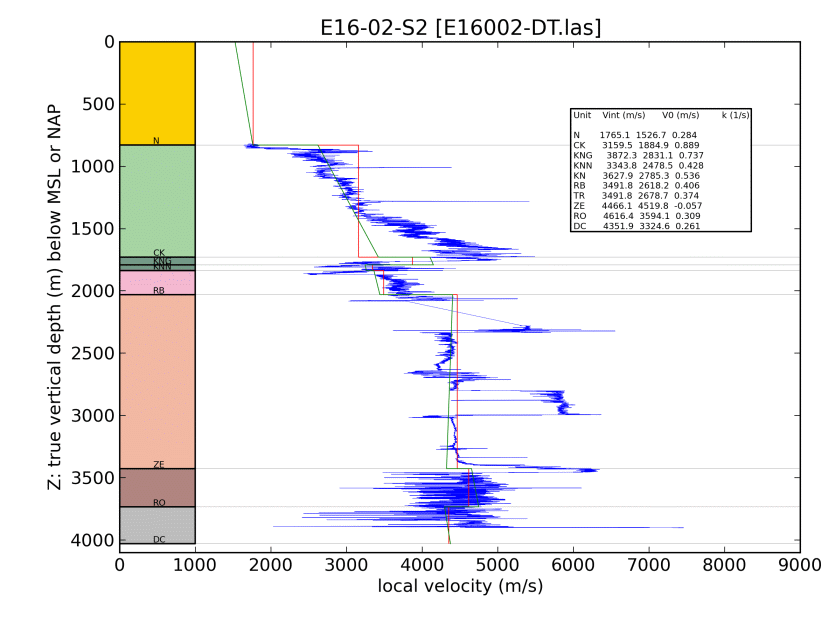 E16-02-S2 [E16002-DT.las]
Z: true vertical depth (m) below MSL or NAP
0
500
1000
1500
2000
2500
3000
3500
4000
N
CK
KNG
KNN
RB
ZE
RO
DC
Unit Vint (m/s) V0 (m/s) k (1/s)
N 1765.1 1526.7 0.284
CK 3159.5 1884.9 0.889
KNG 3872.3 2831.1 0.737
KNN 3343.8 2478.5 0.428
KN 3627.9 2785.3 0.536
RB 3491.8 2618.2 0.406
TR 3491.8 2678.7 0.374
ZE 4466.1 4519.8 -0.057
RO 4616.4 3594.1 0.309
DC 4351.9 3324.6 0.261
0 1000 2000 3000 4000 5000 6000 7000 8000 9000
local velocity (m/s)